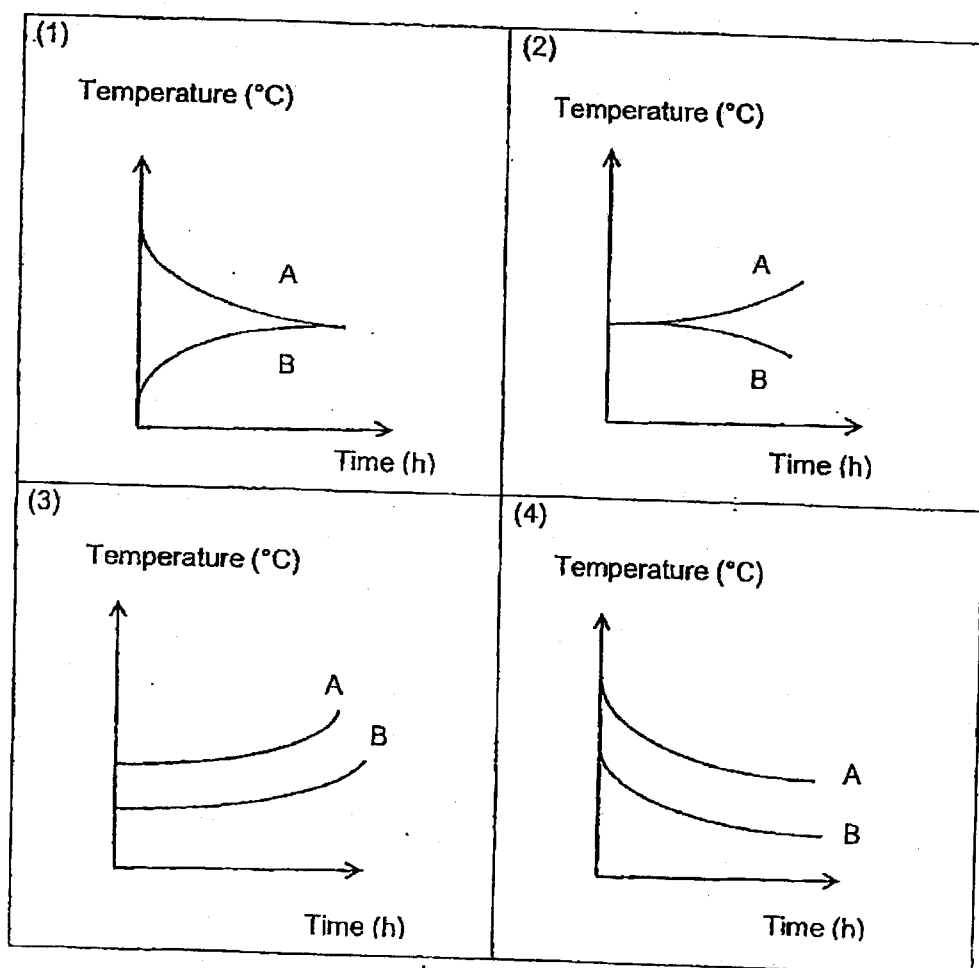 (1)
Temperature (°C)
A
B
Time (h)
(2)
Temperature (°C)
A
B
Time (h)
(3)
Temperature (°C)
A
B
Time (h)
(4)
Temperature (°C)
A
B
Time (h)